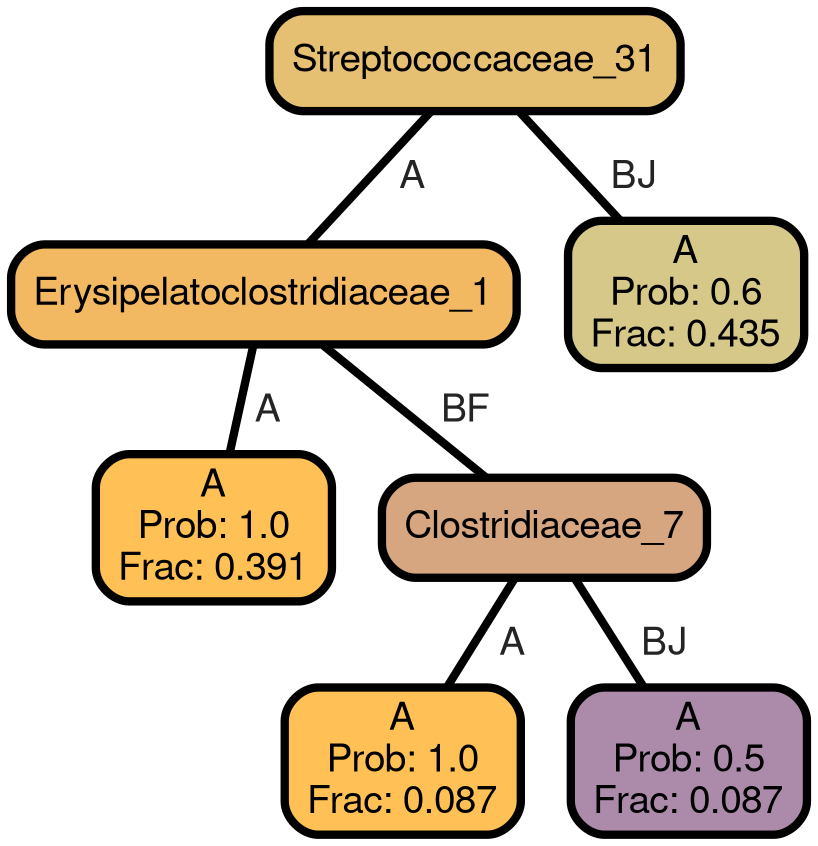 Streptococcaceae_31
A
BJ
Erysipelatoclostridiaceae_1
A
Prob: 0.6
Frac: 0.435
A
BF
A
Prob: 1.0
Frac: 0.391
Clostridiaceae_7
A
BJ
A
Prob: 1.0
Frac: 0.087
A
Prob: 0.5
Frac: 0.087